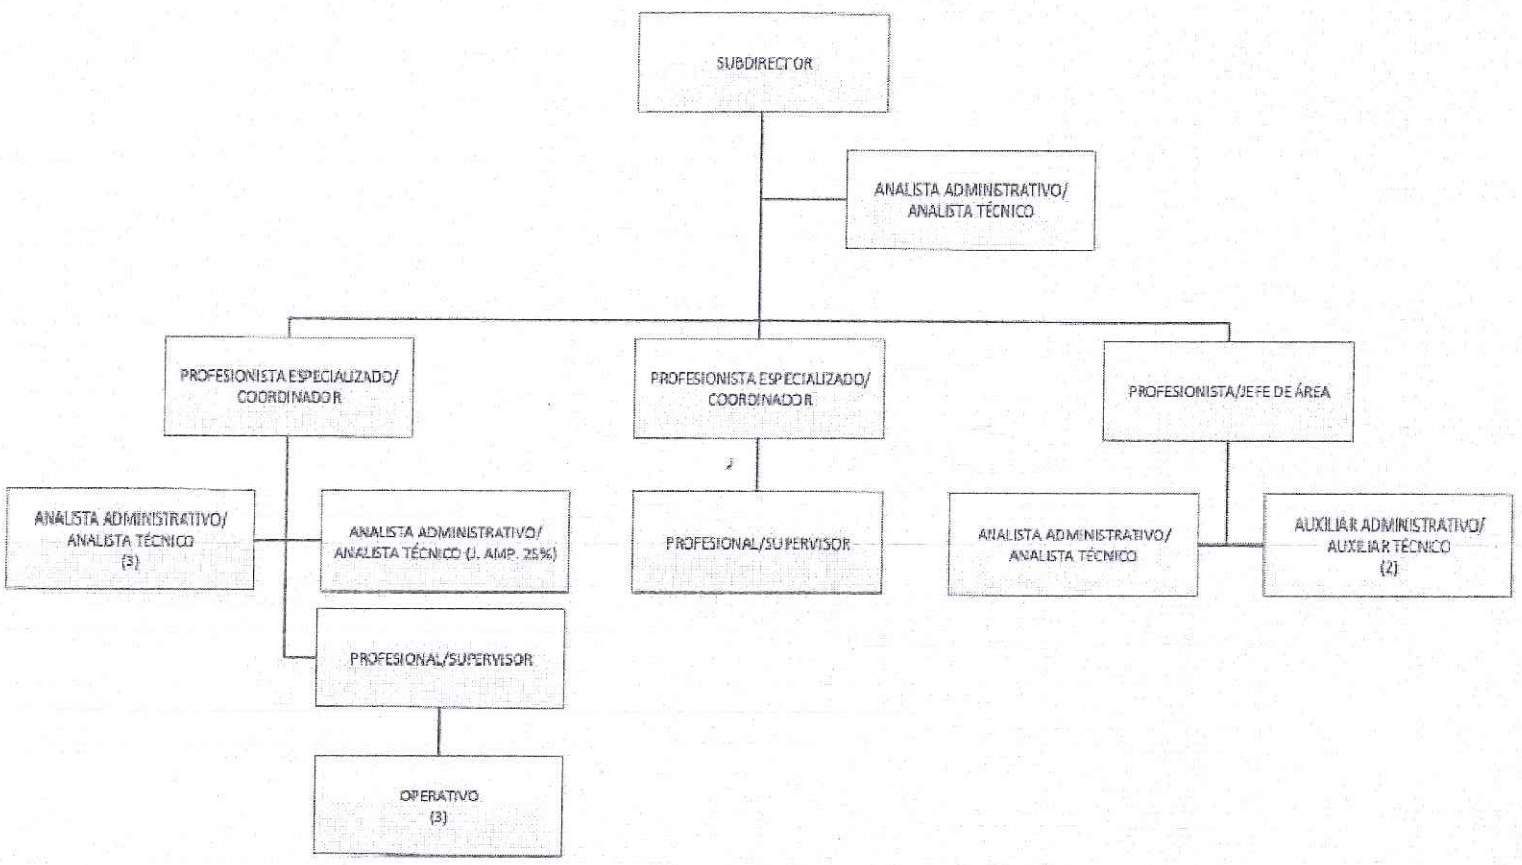 SUBDIRECTOR
ANALISTA ADMINISTRATIVO/
ANALISTA TÉCNICO
PROFESIONISTA ESPECIALIZADO/
COORDINADOR
PROFESIONISTA ESPECIALIZADO/
COORDINADOR
PROFESIONISTA/JEFE DE ÁREA
ANALISTA ADMINISTRATIVO/
ANALISTA TÉCNICO
(3)
ANALISTA ADMINISTRATIVO/
ANALISTA TÉCNICO (J. AMP. 25%)
PROFESIONAL/SUPERVISOR
ANALISTA ADMINISTRATIVO/
ANALISTA TÉCNICO
AUXILIAR ADMINISTRATIVO/
AUXILIAR TÉCNICO
(2)
PROFESIONAL/SUPERVISOR
OPERATIVO
(3)